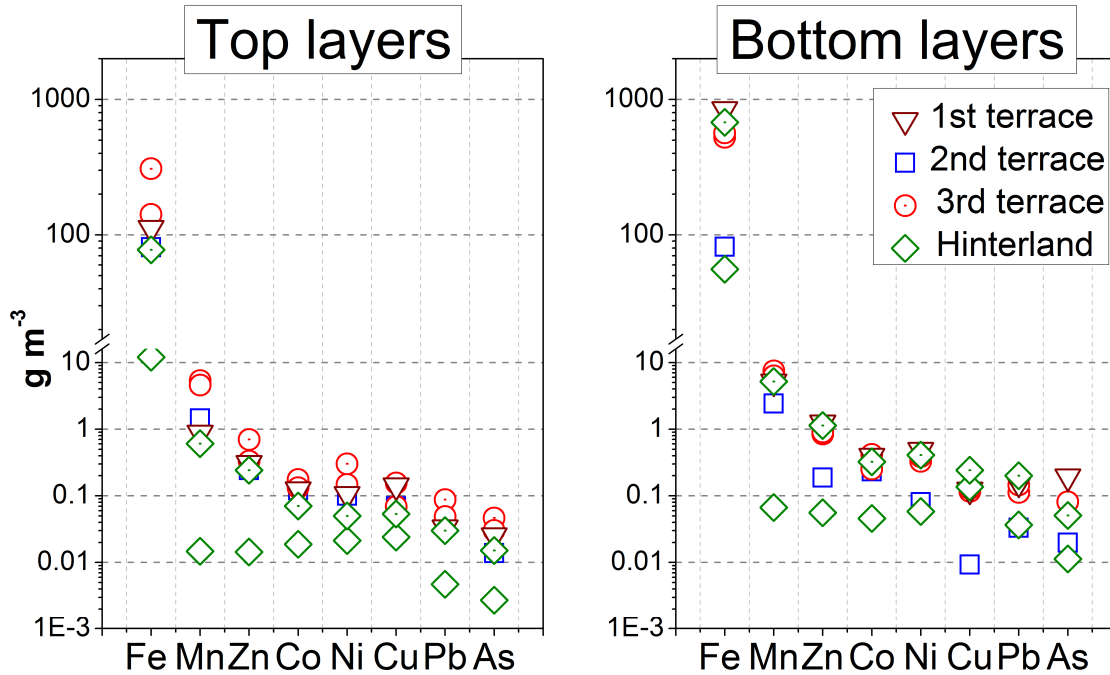 Top layers
Bottom layers
g m-3
1000
100
10
1
0.1
0.01
1E-3
Fe Mn Zn Co Ni Cu Pb As
1000
100
10
1
0.1
0.01
1E-3
Fe Mn Zn Co Ni Cu Pb As
1st terrace
2nd terrace
3rd terrace
Hinterland